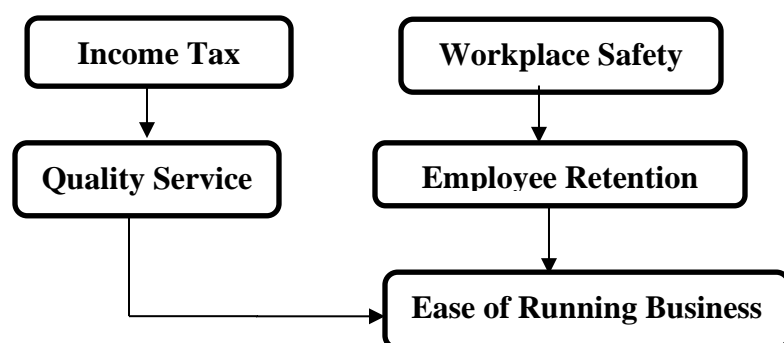 Income Tax
Workplace Safety
Quality Service
Employee Retention
Ease of Running Business